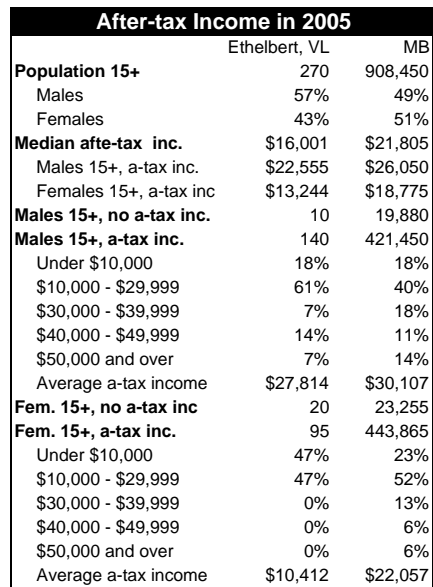 After-tax Income in 2005
Ethelbert, VL MB
Population 15+ 270 908,450
Males 57% 49%
Females 43% 51%
Median afte-tax inc. $16,001 $21,805
Males 15+, a-tax inc. $22,555 $26,050
Females 15+, a-tax inc $13,244 $18,775
Males 15+, no a-tax inc. 10 19,880
Males 15+, a-tax inc. 140 421,450
Under $10,000 18% 18%
$10,000 - $29,999 61% 40%
$30,000 - $39,999 7% 18%
$40,000 - $49,999 14% 11%
$50,000 and over 7% 14%
Average a-tax income $27,814 $30,107
Fem. 15+, no a-tax inc 20 23,255
Fem. 15+, a-tax inc. 95 443,865
Under $10,000 47% 23%
$10,000 - $29,999 47% 52%
$30,000 - $39,999 0% 13%
$40,000 - $49,999 0% 6%
$50,000 and over 0% 6%
Average a-tax income $10,412 $22,057